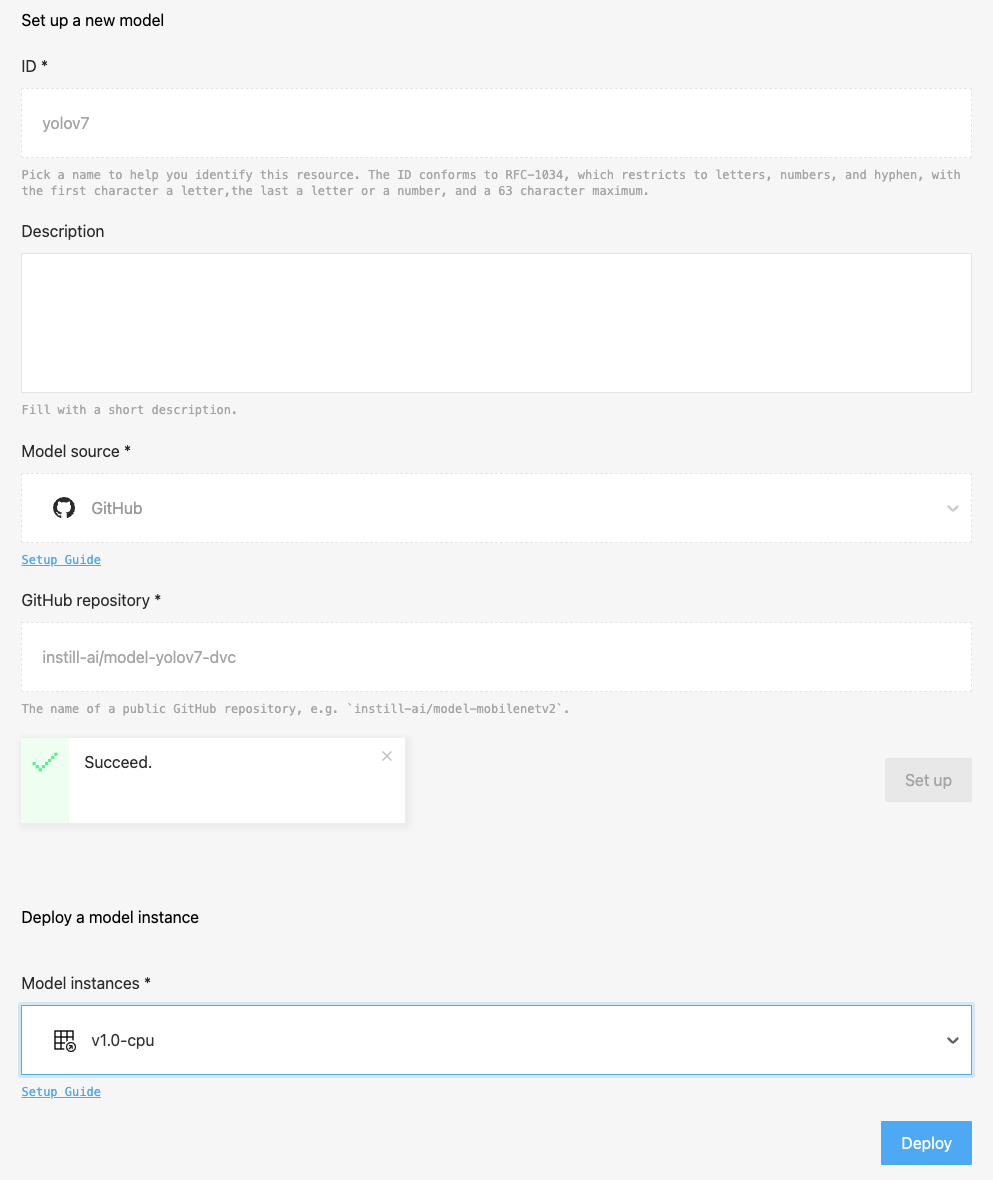 Set up a new model
ID *
yolov7
Pick a name to help you identify this resource. The ID conforms to RFC-1034, which restricts to letters, numbers, and hyphen, with
the first character a letter,the last a letter or a number, and a 63 character maximum.
Description
Fill with a short description.
Model source *
GitHub
Setup Guide
GitHub repository *
instill-ai/model-yolov7-dvc
The name of a public GitHub repository, e.g. `instill-ai/model-mobilenetv2`.
Succeed.
Set up
Deploy a model instance
Model instances *
v1.0-cpu
Setup Guide
Deploy